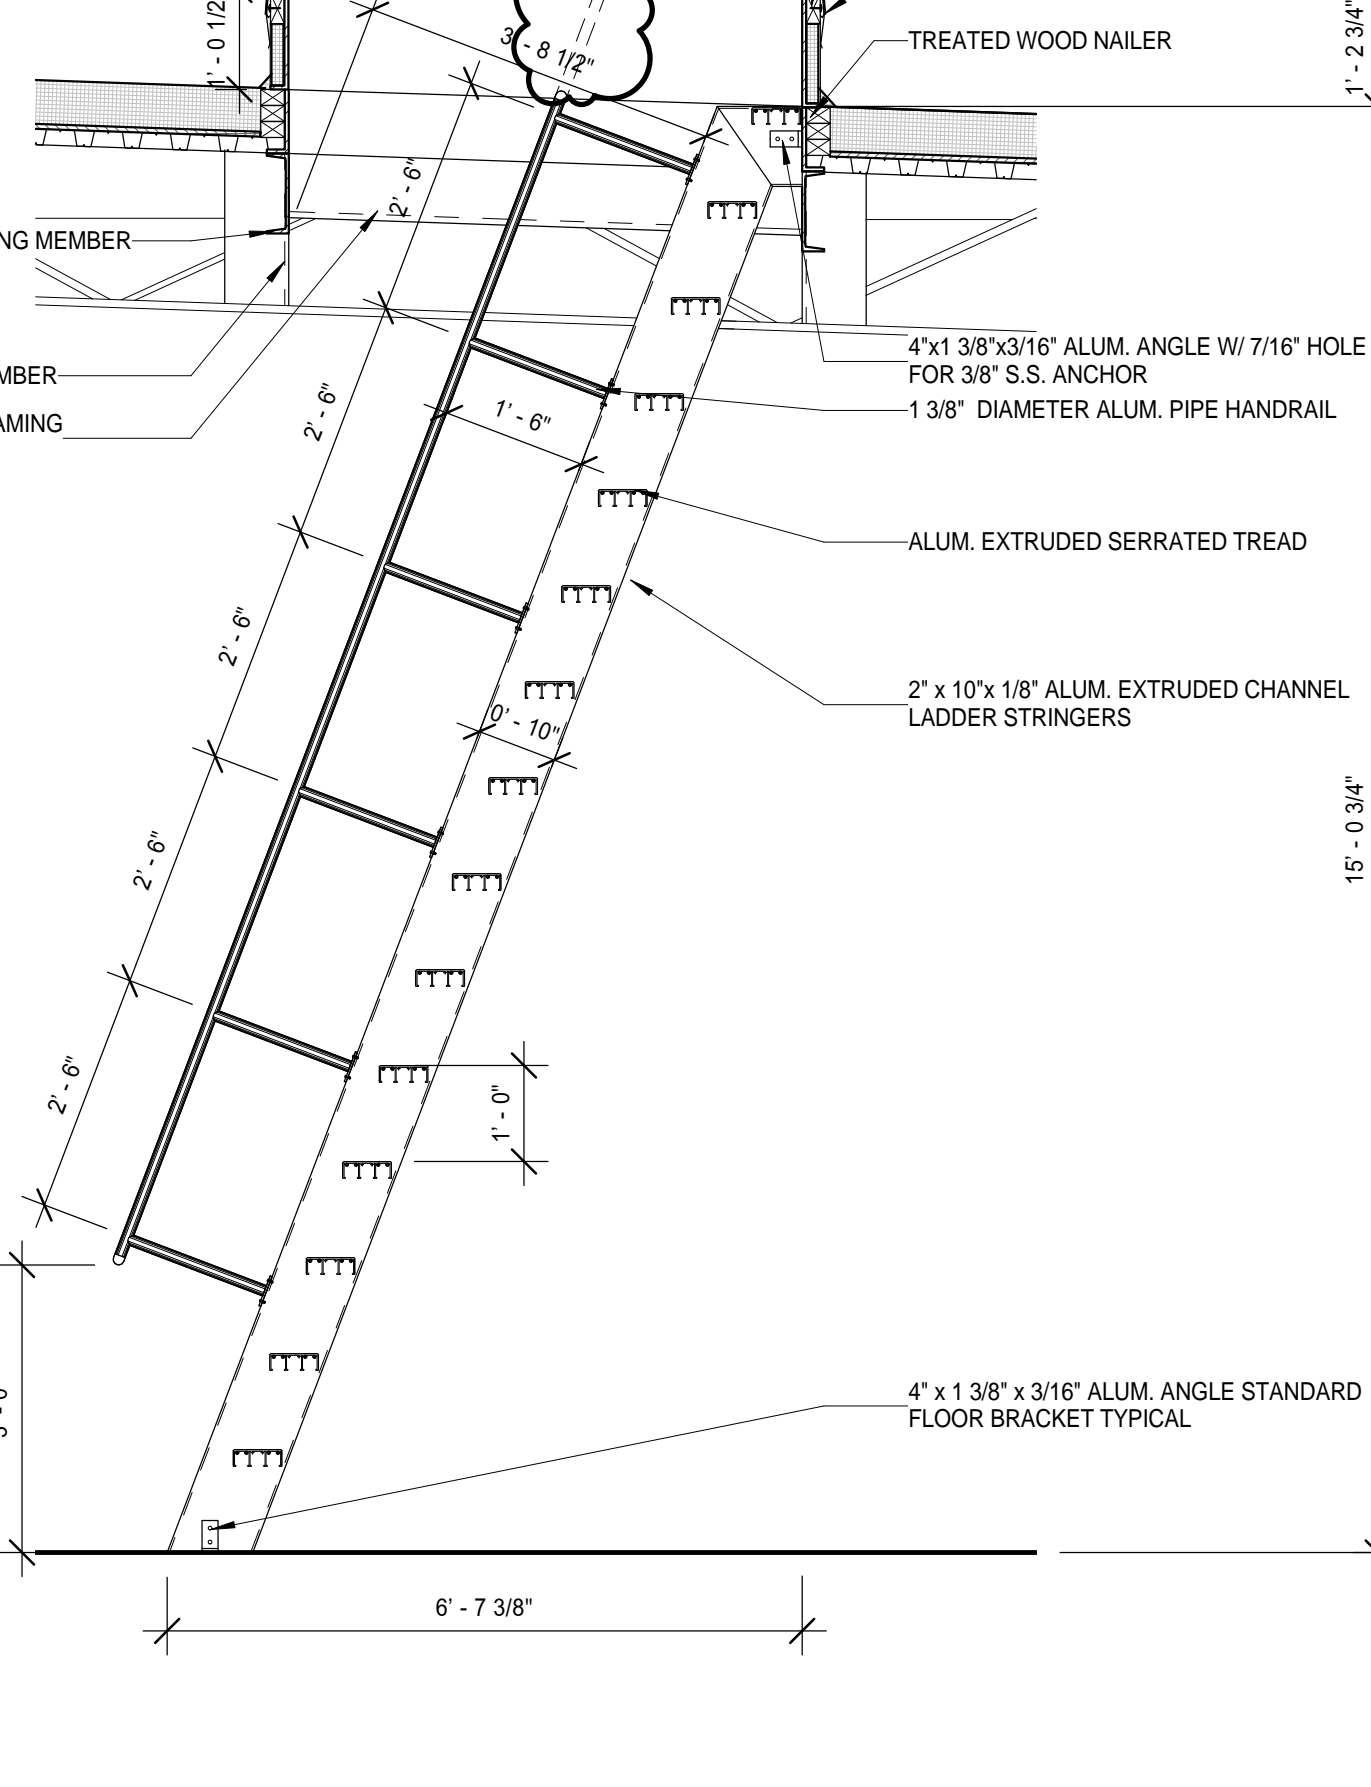 1' - 0 1/2"
3' - 8 1/2"
TREATED WOOD NAILER
1' - 2 3/4"
2' - 6"
NG MEMBER
4"x1 3/8"x3/16" ALUM. ANGLE W/ 7/16" HOLE
FOR 3/8" S.S. ANCHOR
MBER
2' - 6"
1' - 6"
1 3/8" DIAMETER ALUM. PIPE HANDRAIL
AMING
ALUM. EXTRUDED SERRATED TREAD
2' - 6"
2" x 10"x 1/8" ALUM. EXTRUDED CHANNEL
LADDER STRINGERS
0' - 10"
15' - 0 3/4"
2' - 6"
2' - 6"
1' - 0"
4" x 1 3/8" x 3/16" ALUM. ANGLE STANDARD
FLOOR BRACKET TYPICAL
6' - 7 3/8"